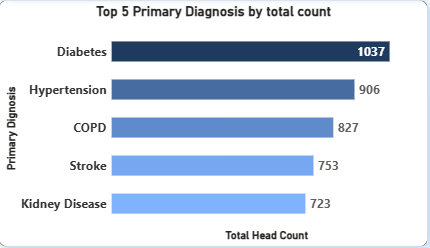 Top 5 Primary Diagnosis by total count
Primary Dignosis
Diabetes 1037
Hypertension 906
COPD 827
Stroke 753
Kidney Disease 723
Total Head Count